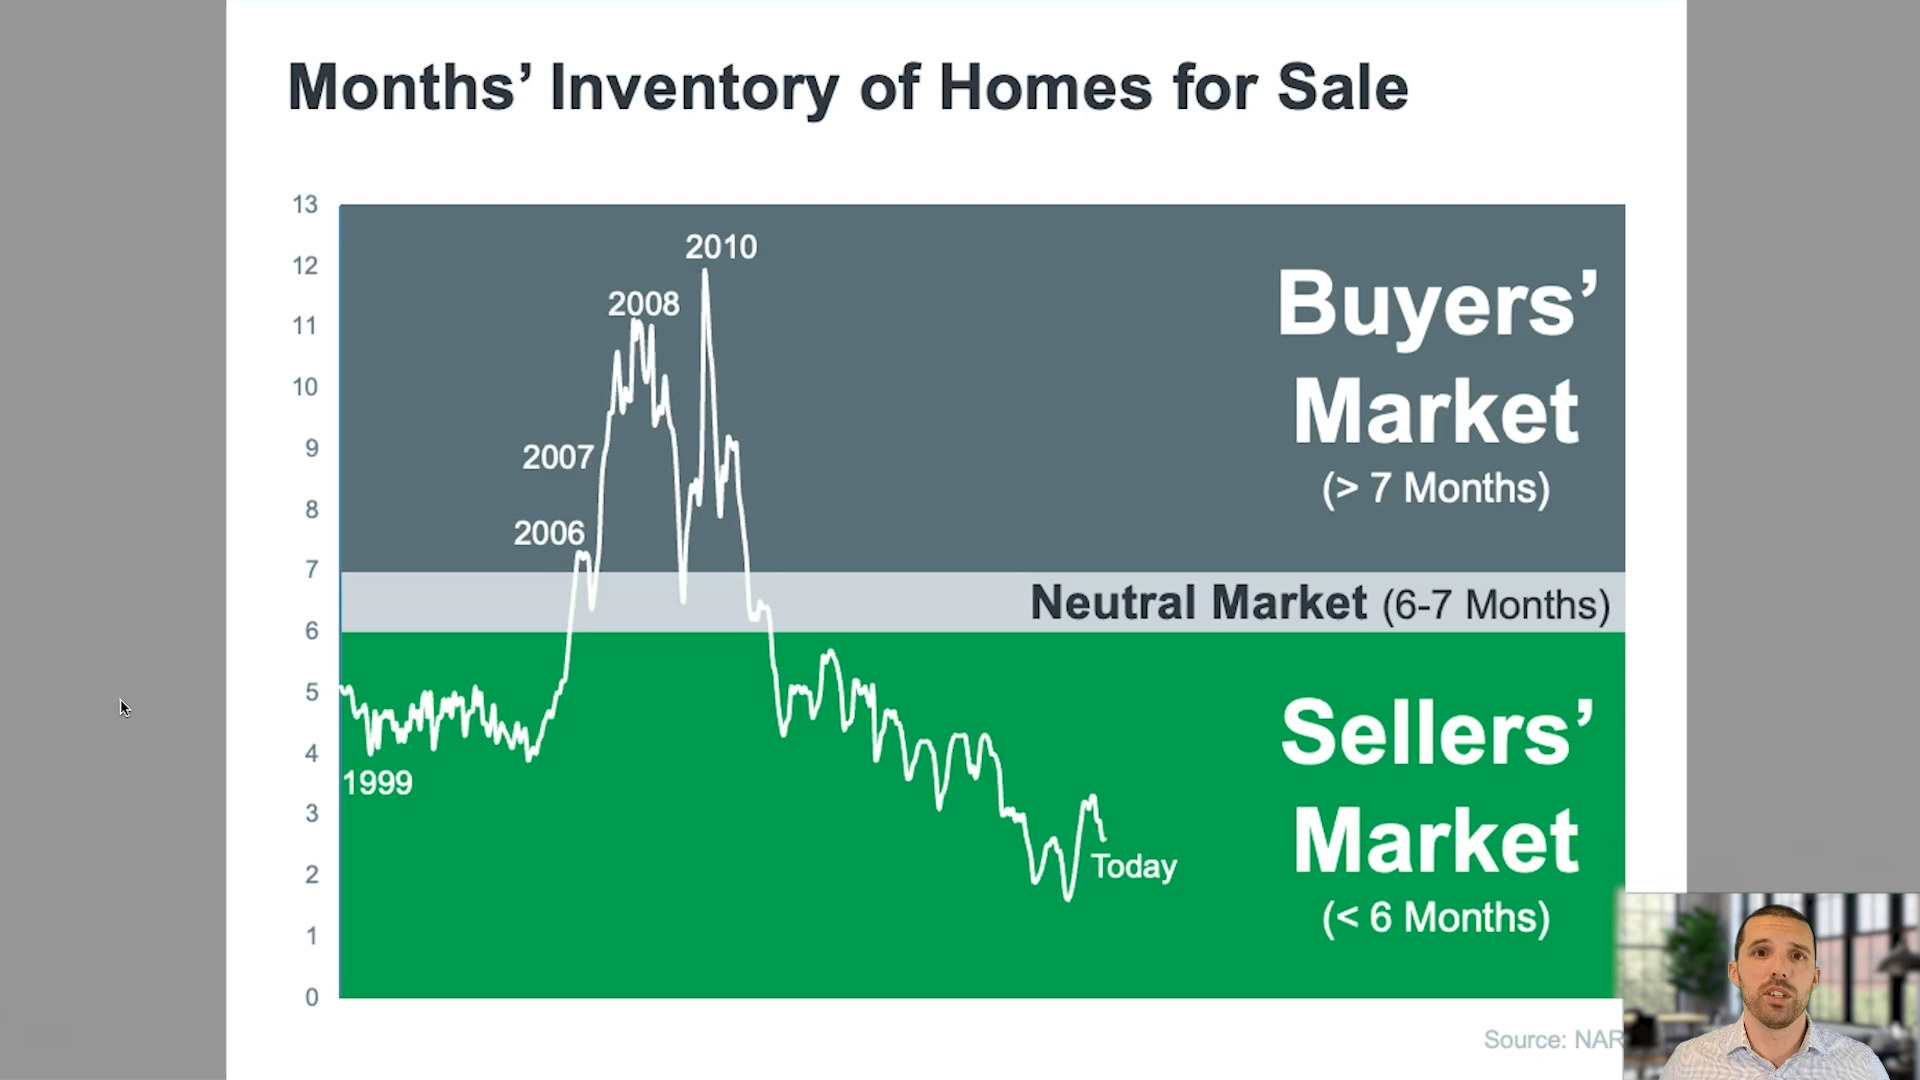 Months’ Inventory of Homes for Sale
13
12
11
10
9
8
7
6
5
4
3
2
1
0
2010
2008
2007
2006
1999
Today
Buyers’
Market
(> 7 Months)
Neutral Market (6-7 Months)
Sellers’
Market
(< 6 Months)
Source: NAR